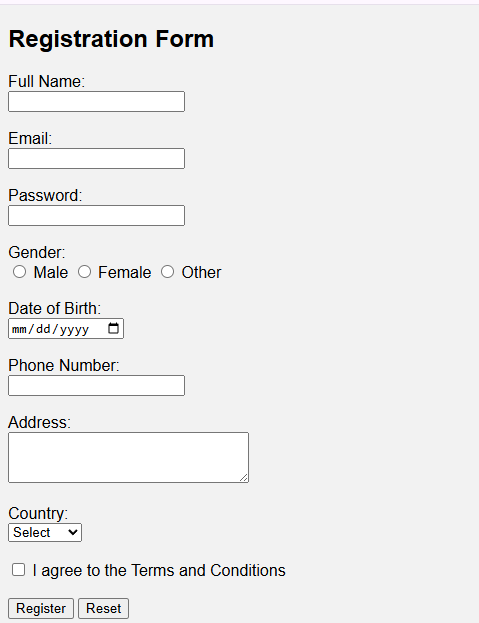 Registration Form
Full Name:
Email:
Password:
Gender:
Male Female Other
Date of Birth:
mm/dd/yyyy
Phone Number:
Address:
Country:
Select
I agree to the Terms and Conditions
Register Reset